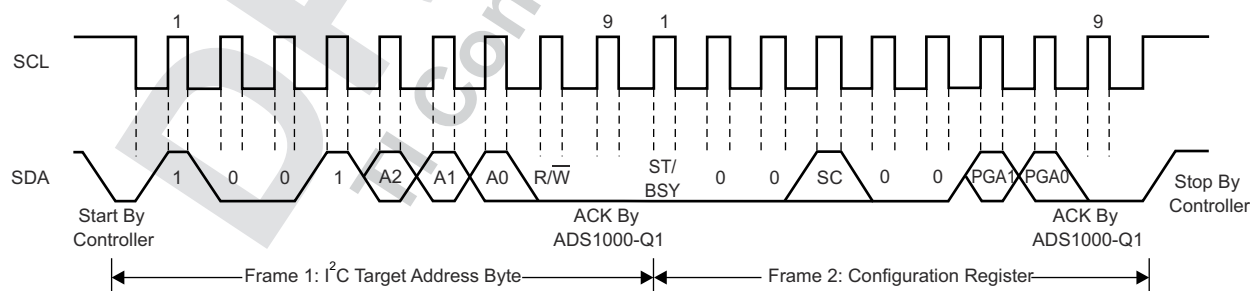 1 9 1 9
SCL
SDA
1 0 0 1 A2 A1 A0 R/W ST/BSY 0 0 SC 0 0 PGA1 PGA0
Start By
Controller
ACK By
ADS1000-Q1
ACK By
ADS1000-Q1
Stop By
Controller
Frame 1: I²C Target Address Byte
Frame 2: Configuration Register